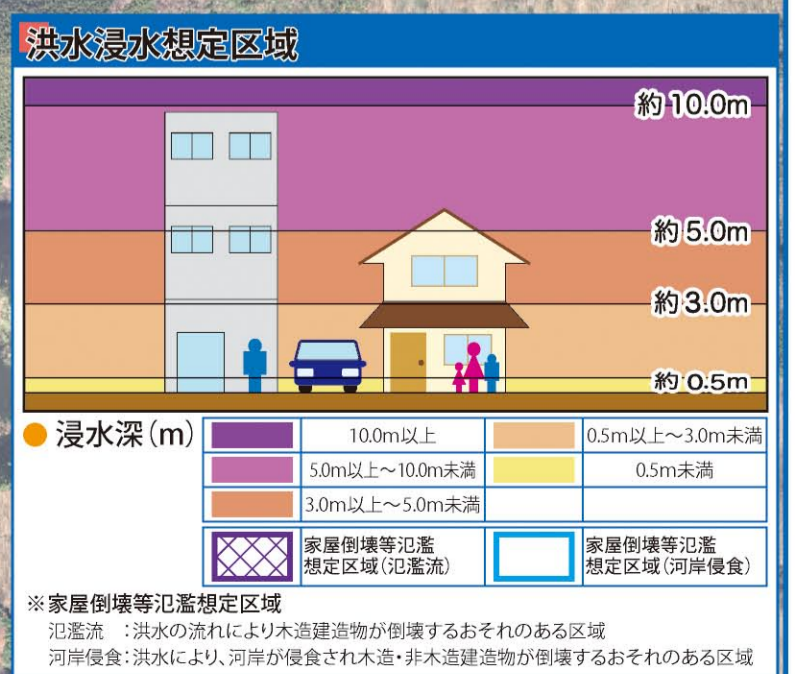 洪水浸水想定区域
約10.0m
約5.0m
約3.0m
約0.5m
浸水深(m)
10.0m以上
0.5m以上～3.0m未満
5.0m以上～10.0m未満
0.5m未満
3.0m以上～5.0m未満
家屋倒壊等氾濫
想定区域(氾濫流)
家屋倒壊等氾濫
想定区域(河岸侵食)
※家屋倒壊等氾濫想定区域
氾濫流　：洪水の流れにより木造建造物が倒壊するおそれのある区域
河岸侵食：洪水により、河岸が侵食され木造・非木造建造物が倒壊するおそれのある区域